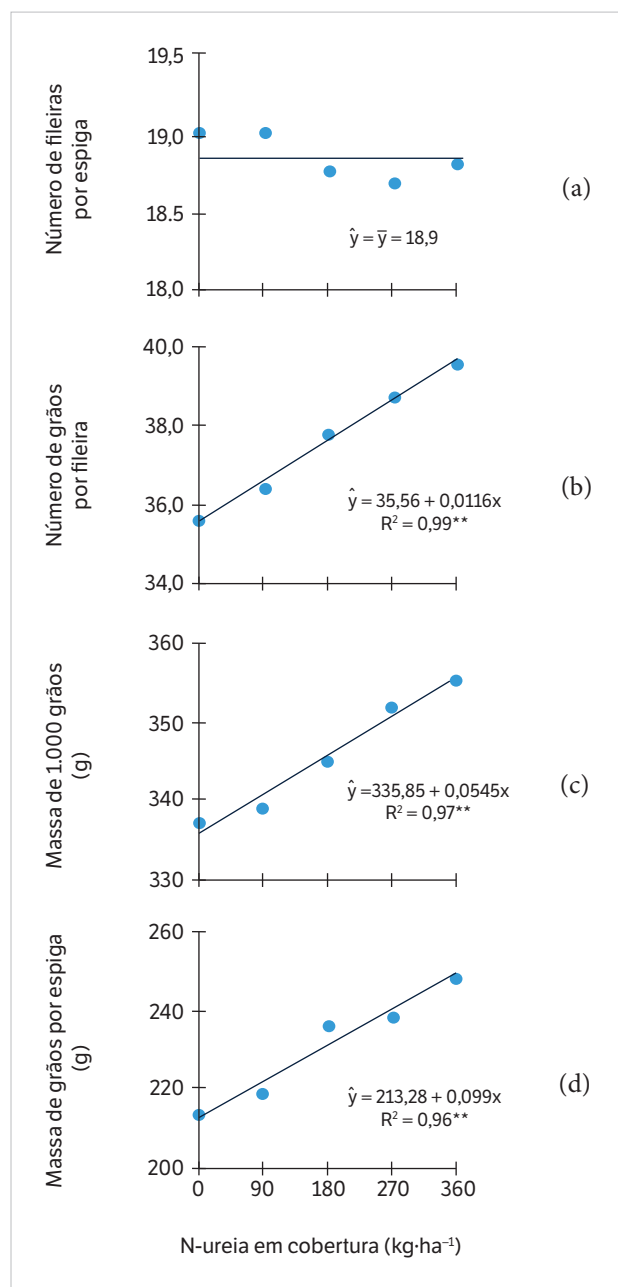 Número de fileiras
por espiga
19,5
19,0
18.5
18,0
ŷ = ȳ = 18,9
(a)
Número de grãos
por fileira
40,0
38,0
36.0
34,0
ŷ = 35,56 + 0,0116x
R² = 0,99**
(b)
Massa de 1.000 grãos
(g)
360
350
340
330
ŷ =335,85 + 0,0545x
R² = 0,97**
(c)
Massa de grãos por espiga
(g)
260
240
220
200
ŷ = 213,28 + 0,099x
R² = 0,96**
(d)
0 90 180 270 360
N-ureia em cobertura (kg·ha⁻¹)